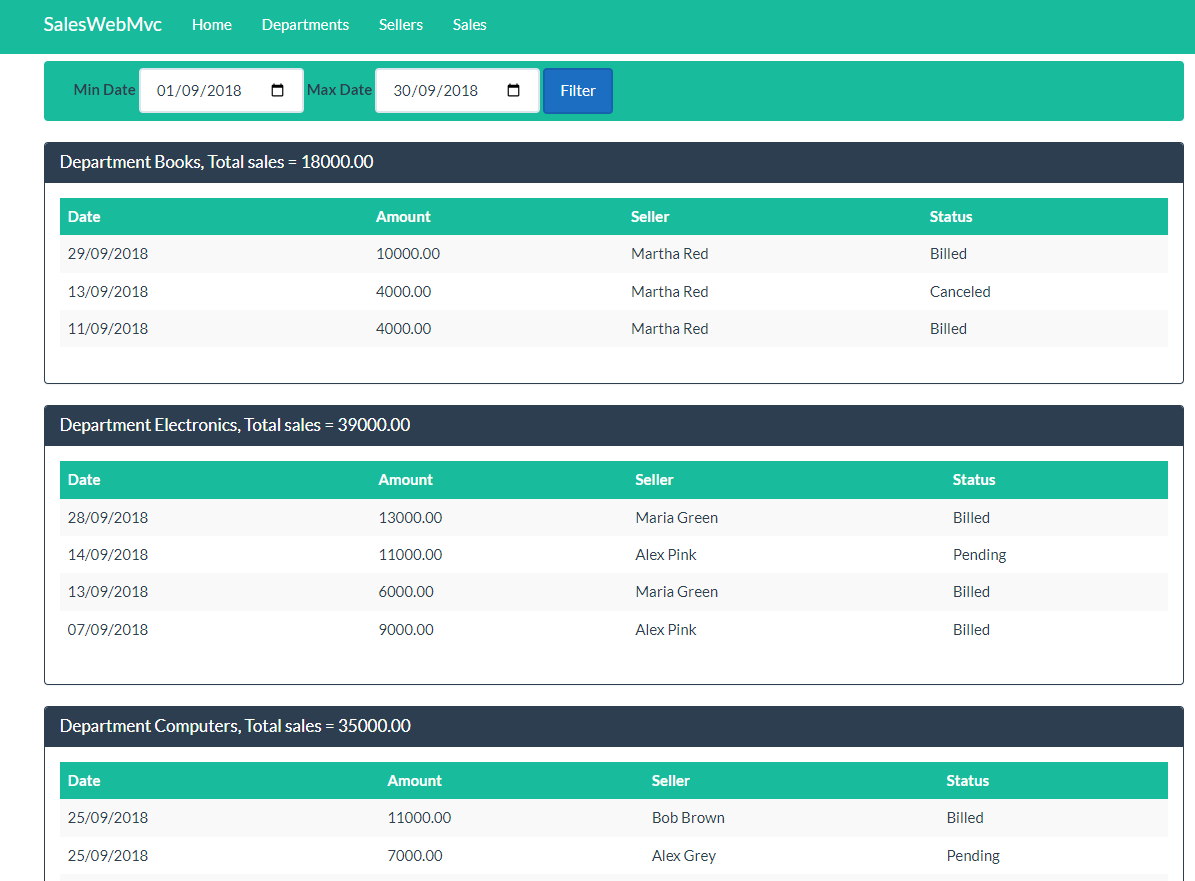 SalesWebMvc Home Departments Sellers Sales
Min Date 01/09/2018 Max Date 30/09/2018 Filter
Department Books, Total sales = 18000.00
Date Amount Seller Status
29/09/2018 10000.00 Martha Red Billed
13/09/2018 4000.00 Martha Red Canceled
11/09/2018 4000.00 Martha Red Billed
Department Electronics, Total sales = 39000.00
Date Amount Seller Status
28/09/2018 13000.00 Maria Green Billed
14/09/2018 11000.00 Alex Pink Pending
13/09/2018 6000.00 Maria Green Billed
07/09/2018 9000.00 Alex Pink Billed
Department Computers, Total sales = 35000.00
Date Amount Seller Status
25/09/2018 11000.00 Bob Brown Billed
25/09/2018 7000.00 Alex Grey Pending